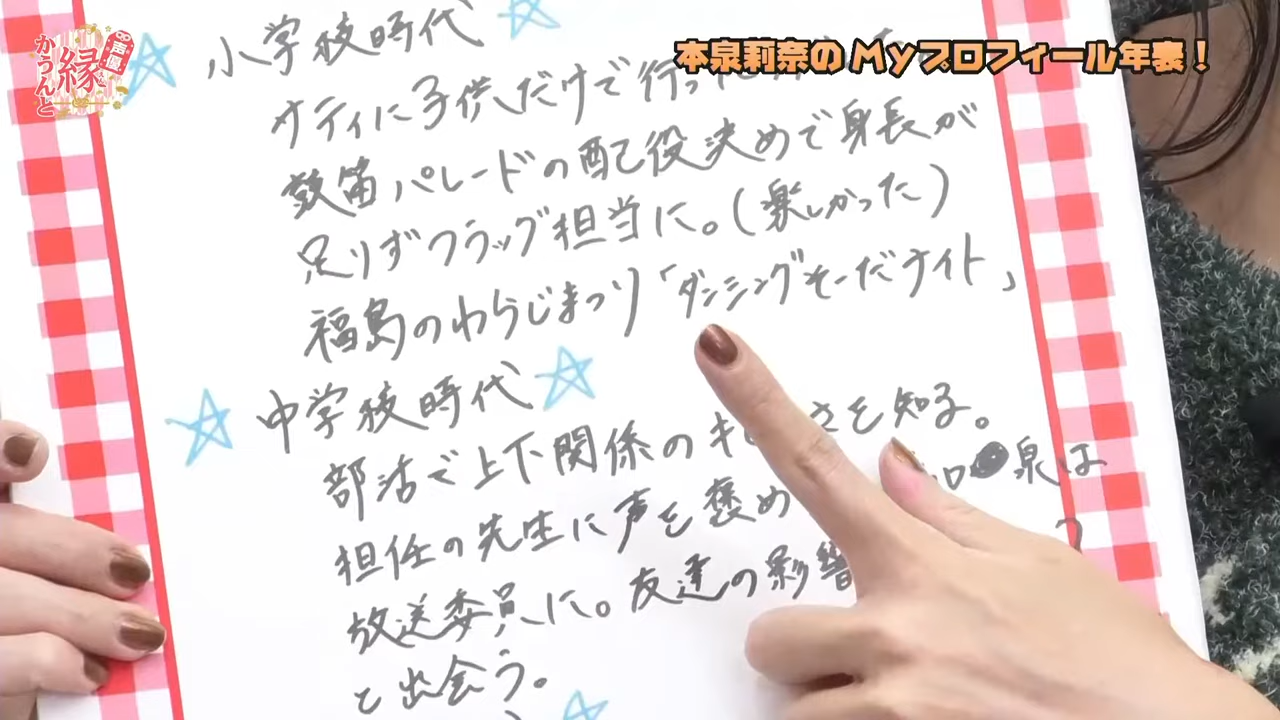 声優
縁
かうんと
本泉莉奈のMyプロフィール年表！
小学校時代
サティに子供だけで行っ
鼓笛パレードの配役決めで身長が
足りずフラッグ担当に。(楽しかった)
福島のわらじまつり「ダンシングそーだナイト」
中学校時代
部活で上下関係のキ さを知る。
担任の先生に声を褒め 泉は
放送委員に。友達の影響
と出会う。